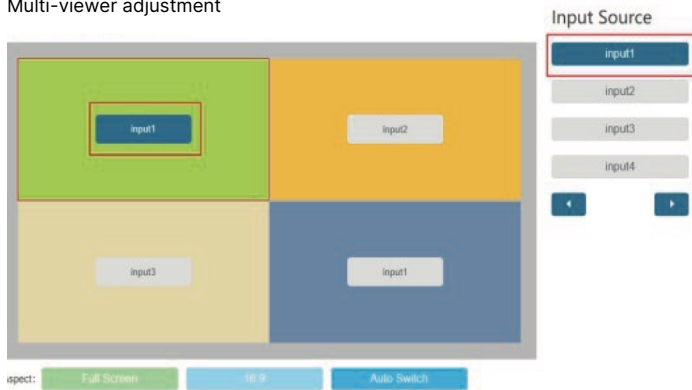 Multi-viewer adjustment
Input Source
input1
input2
input3
input4
input1
input2
input3
input1
spect:
Full Screen
16:9
Auto Switch